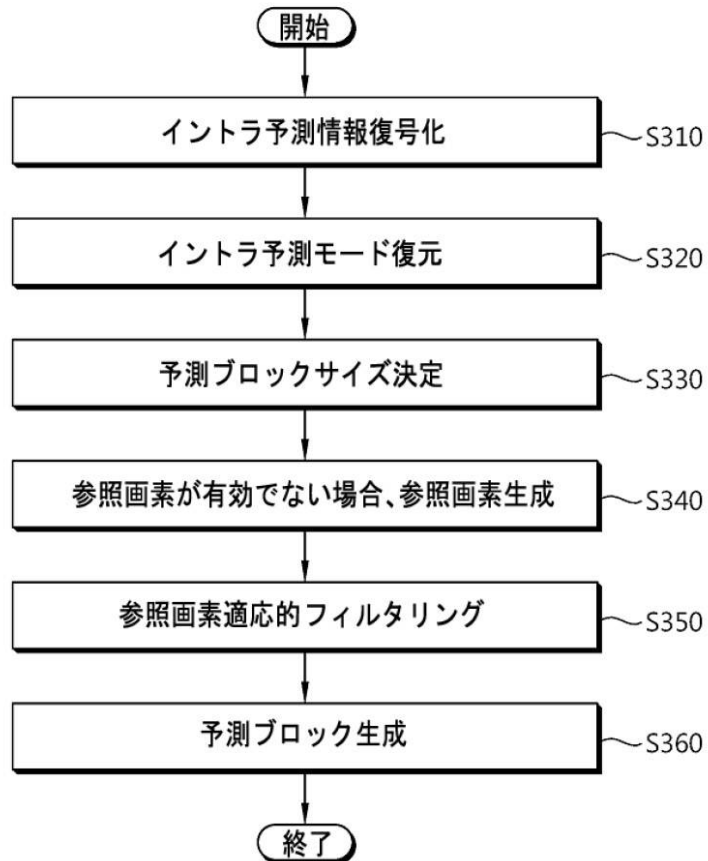 開始
イントラ予測情報復号化
S310
イントラ予測モード復元
S320
予測ブロックサイズ決定
S330
参照画素が有効でない場合、参照画素生成
S340
参照画素適応的フィルタリング
S350
予測ブロック生成
S360
終了